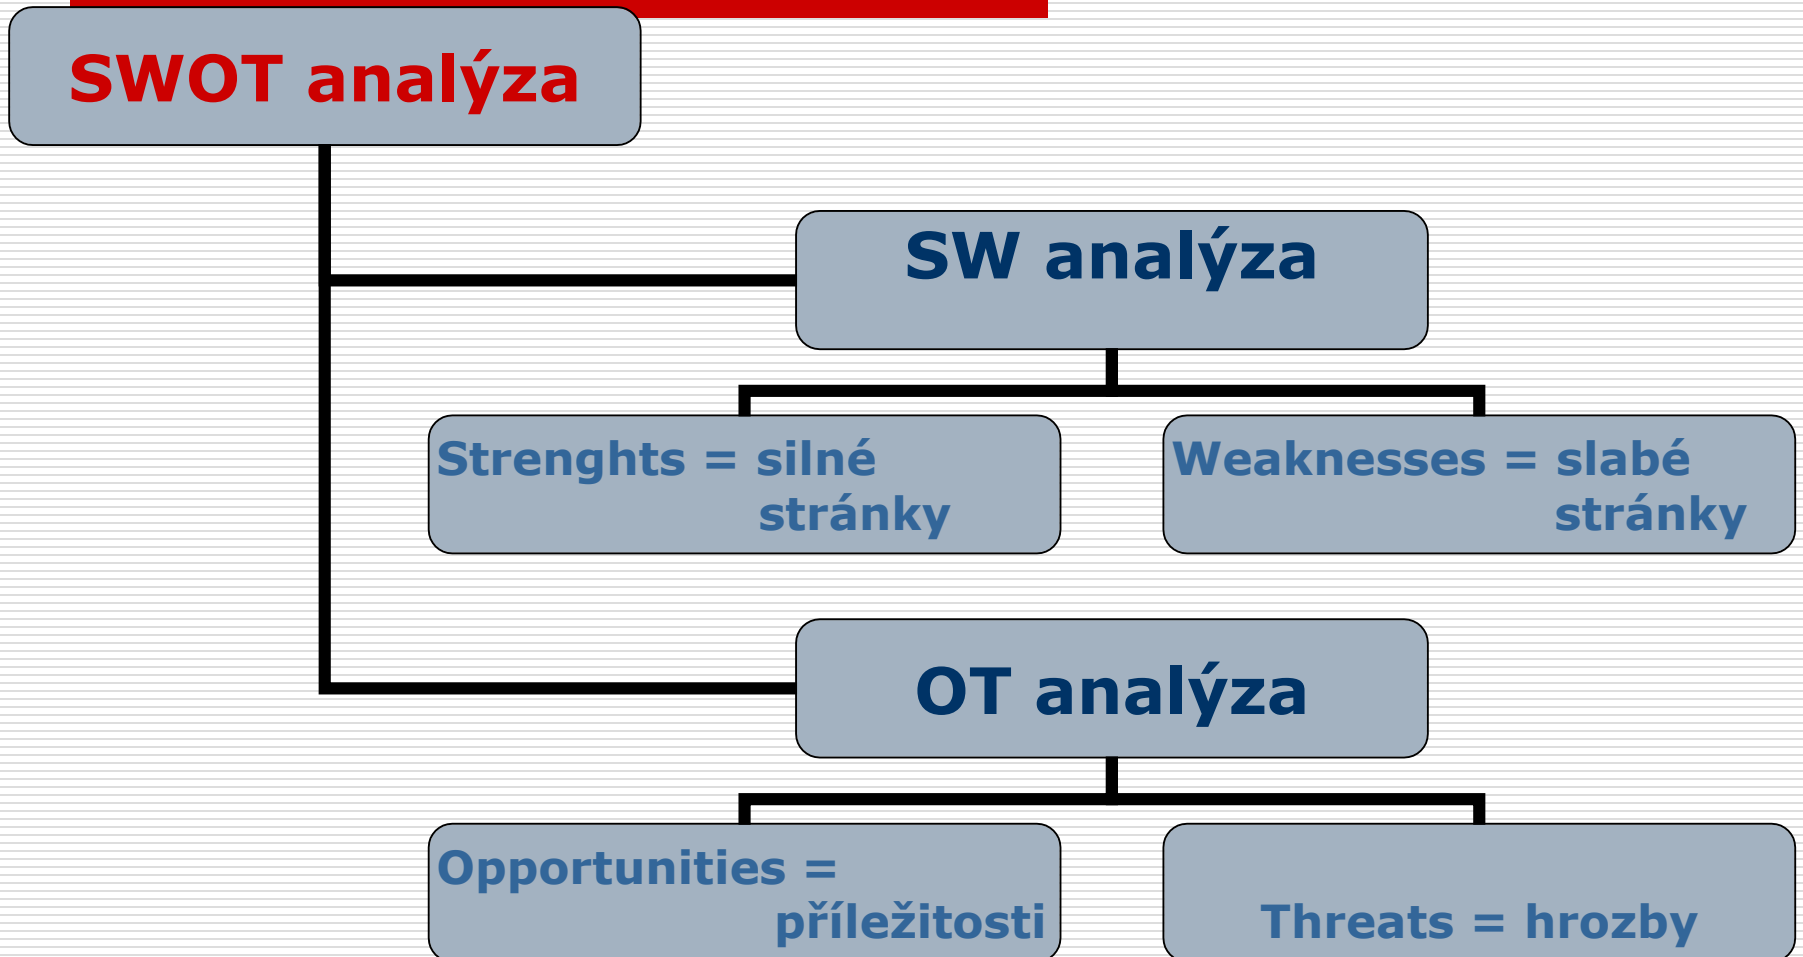 SWOT analýza
SW analýza
Strenghts = silné
stránky
Weaknesses = slabé
stránky
OT analýza
Opportunities =
příležitosti
Threats = hrozby